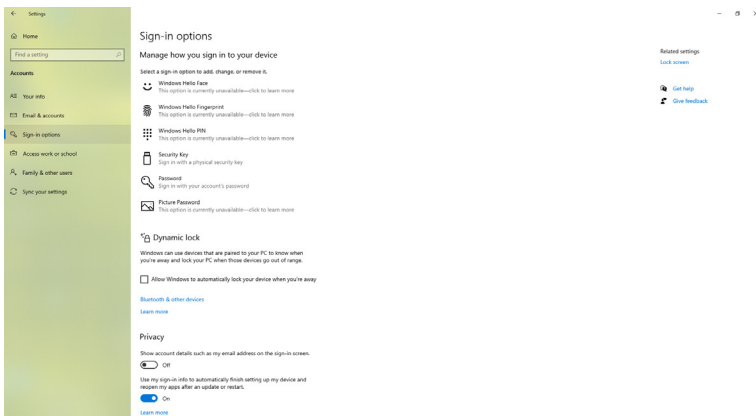 Settings
Home
Find a setting
Accounts
Your info
Email & accounts
Sign-in options
Access work or school
Family & other users
Sync your settings
Sign-in options
Manage how you sign in to your device
Select a sign-in option to add, change, or remove it.
Windows Hello Face
This option is currently unavailable—click to learn more
Windows Hello Fingerprint
This option is currently unavailable—click to learn more
Windows Hello PIN
This option is currently unavailable—click to learn more
Security Key
Sign in with a physical security key
Password
Sign in with your account's password
Picture Password
This option is currently unavailable—click to learn more
Dynamic lock
Windows can use devices that are paired to your PC to know when
you're away and lock your PC when those devices go out of range.
Allow Windows to automatically lock your device when you're away
Bluetooth & other devices
Learn more
Privacy
Show account details such as my email address on the sign-in screen.
Off
Use my sign-in info to automatically finish setting up my device and
reopen my apps after an update or restart.
On
Learn more
Related settings
Lock screen
Get help
Give feedback